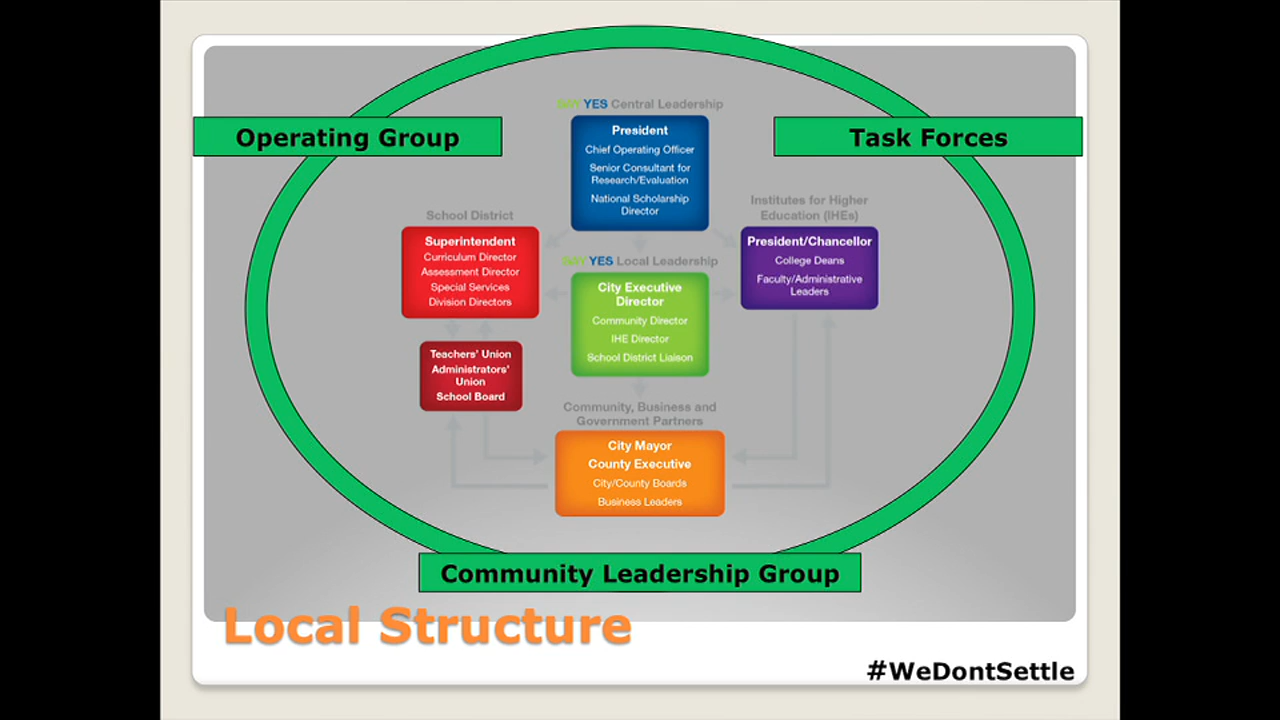 Operating Group
Task Forces
SAY YES Central Leadership
President
Chief Operating Officer
Senior Consultant for
Research/Evaluation
National Scholarship
Director
School District
Superintendent
Curriculum Director
Assessment Director
Special Services
Division Directors
Institutes for Higher
Education (IHEs)
President/Chancellor
College Deans
Faculty/Administrative
Leaders
SAY YES Local Leadership
City Executive
Director
Community Director
IHE Director
School District Liaison
Teachers' Union
Administrators'
Union
School Board
Community, Business and
Government Partners
City Mayor
County Executive
City/County Boards
Business Leaders
Community Leadership Group
Local Structure
#WeDontSettle